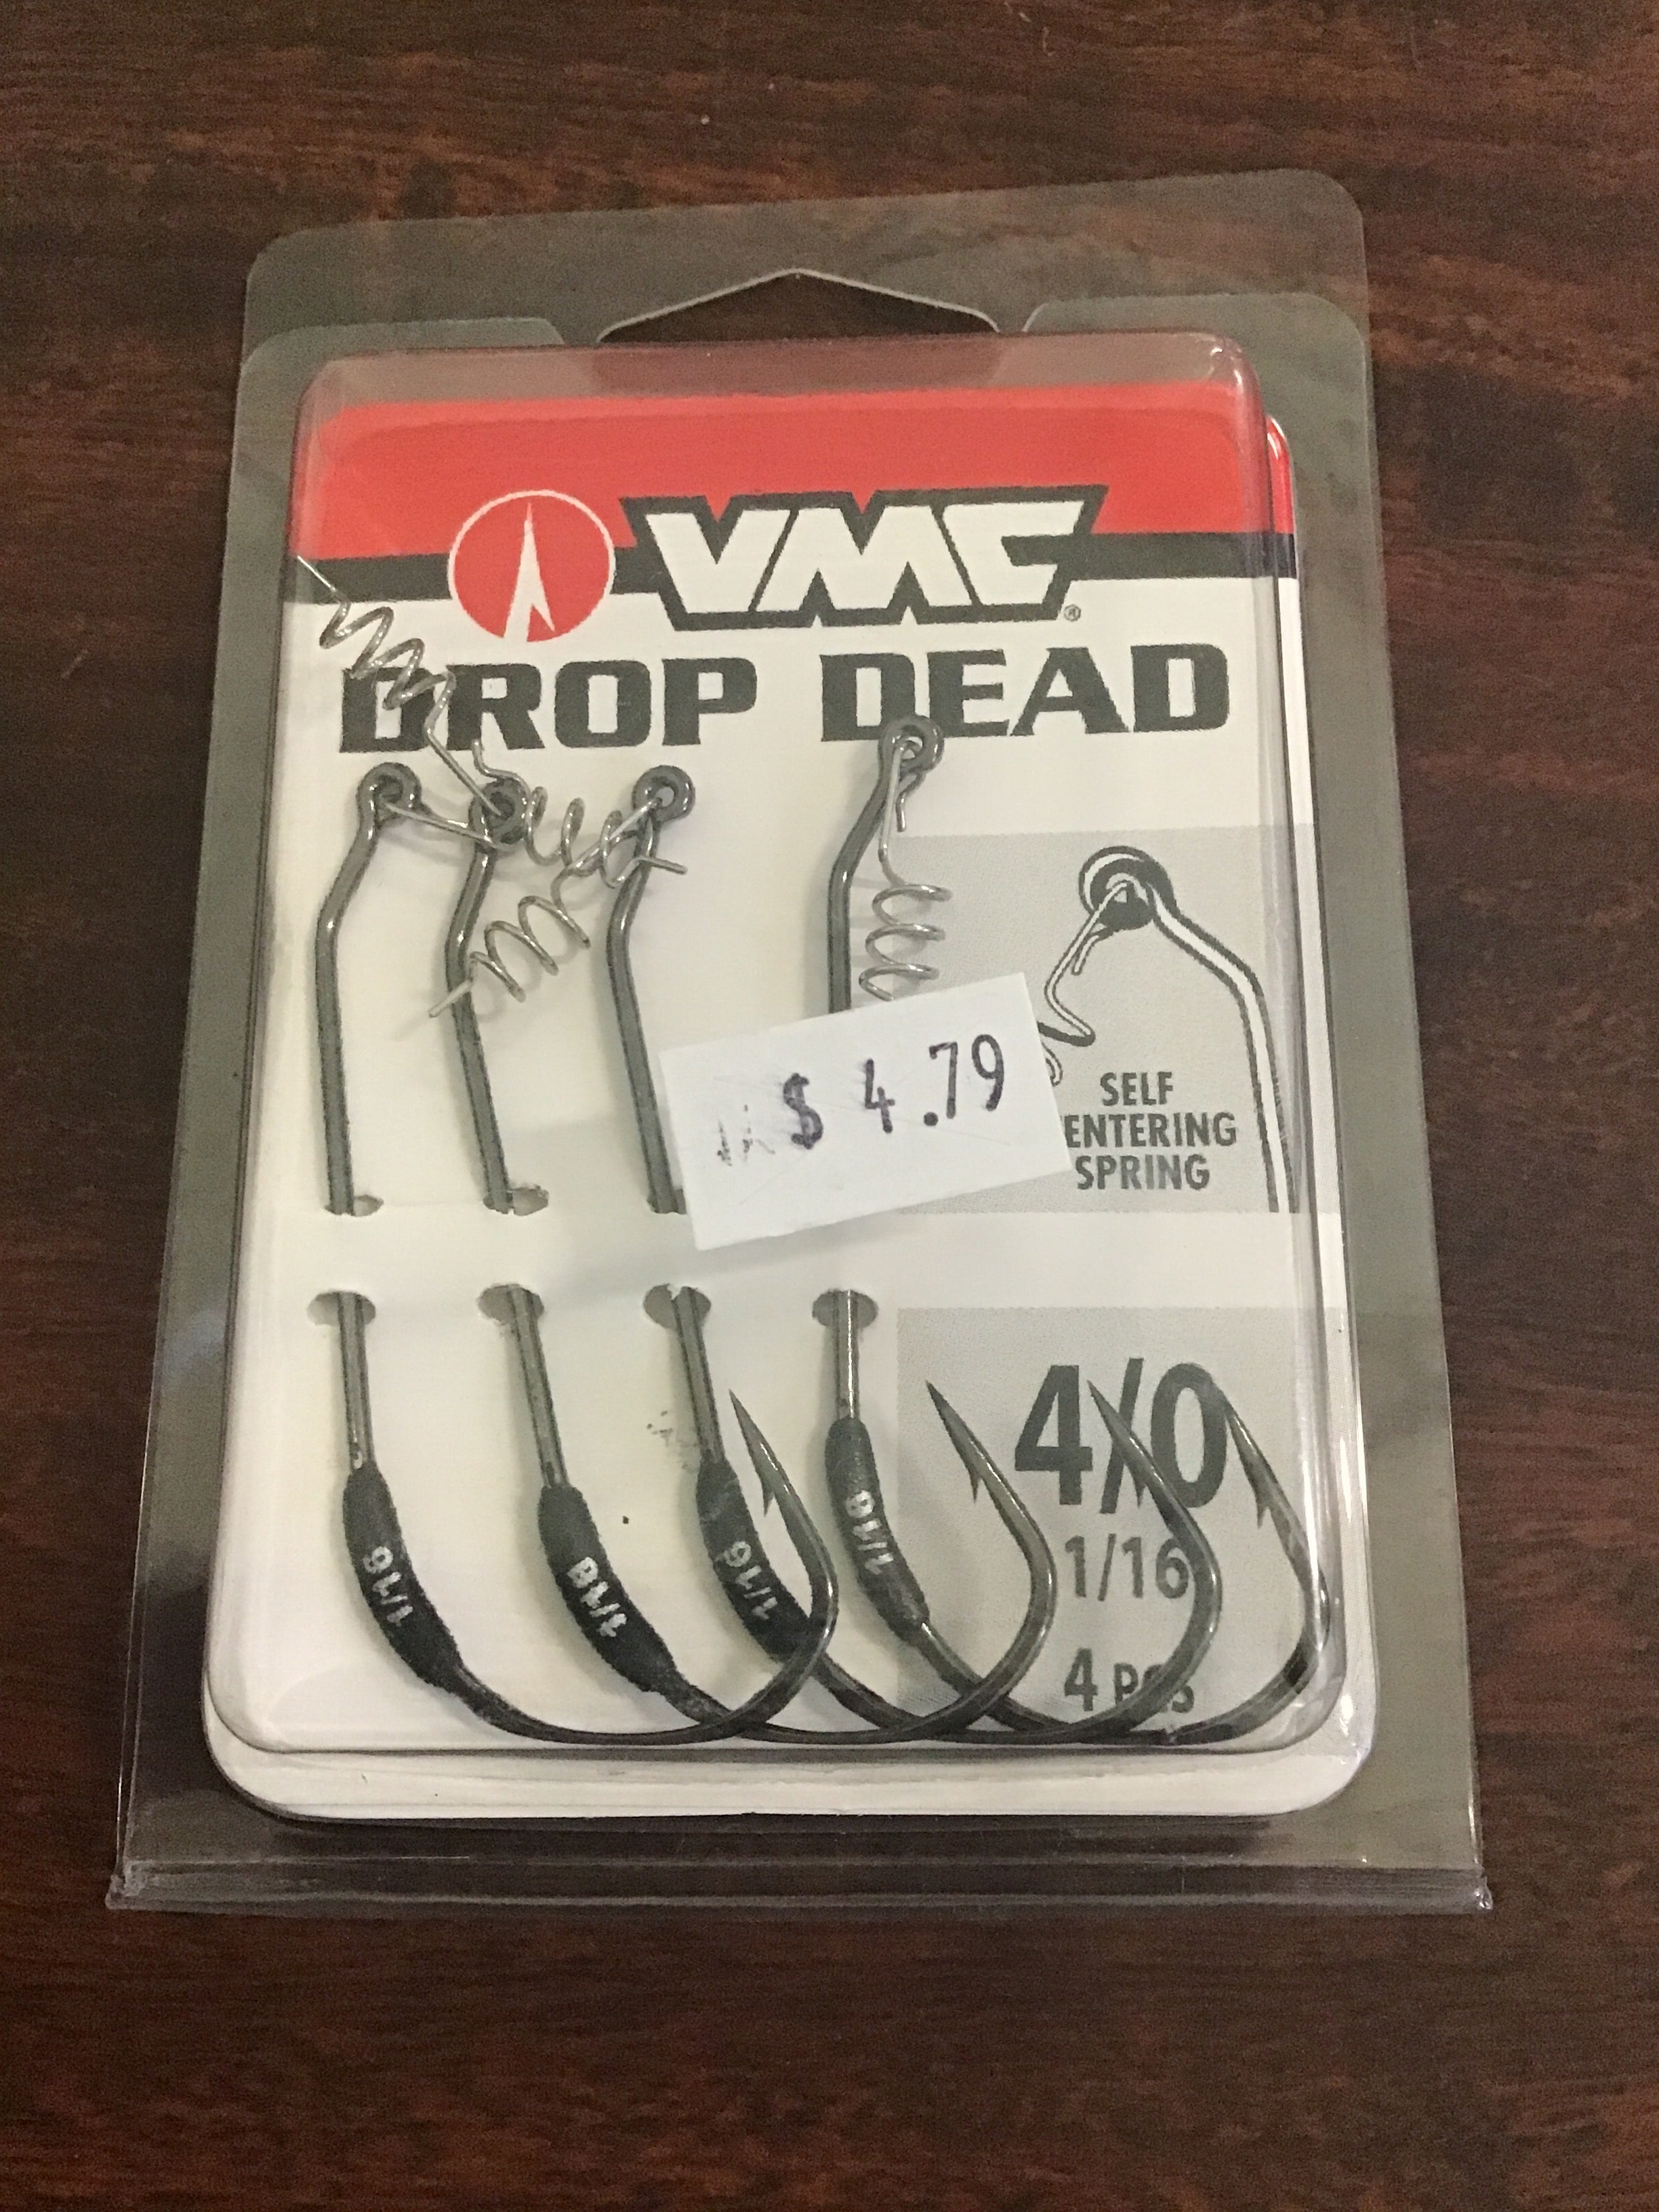 VMC®
DROP DEAD
$ 4.79
SELF
ENTERING
SPRING
4/0
1/16
4 PCS
1/16
1/16
1/16
1/16